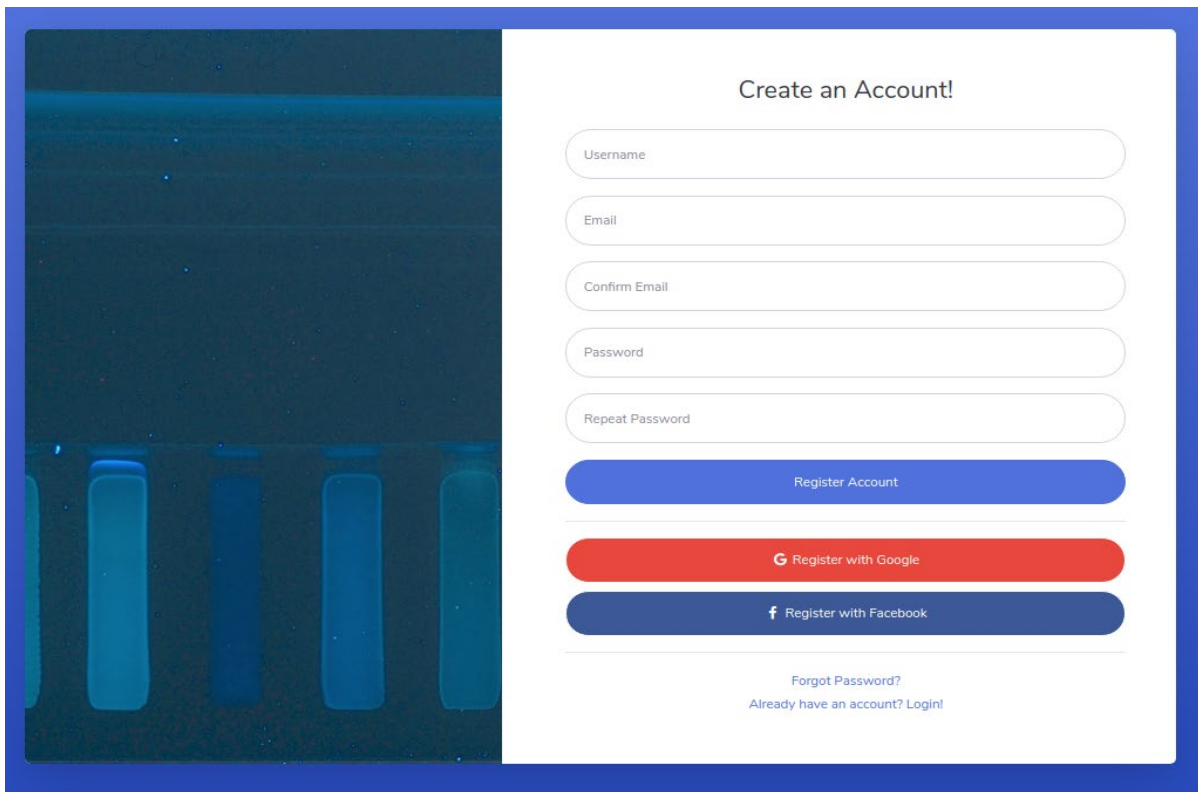 Create an Account!
Username
Email
Confirm Email
Password
Repeat Password
Register Account
Register with Google
Register with Facebook
Forgot Password?
Already have an account? Login!